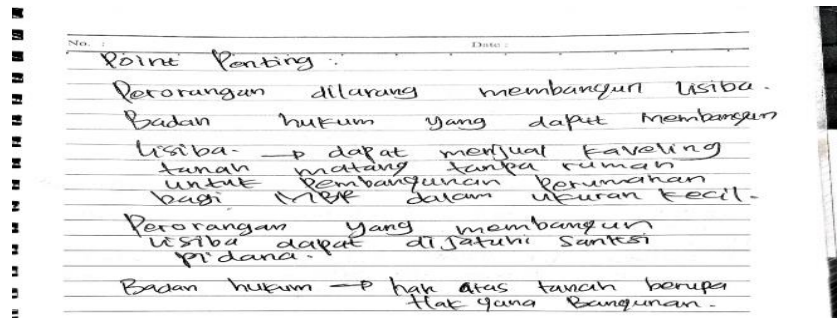 No. :
Date :
Point Penting :
Perorangan dilarang membangun Lisiba.
Badan hukum yang dapat membangun
Lisiba. → dapat menjual kaveling
tanah matang tanpa rumah
untuk Pembangunan Perumahan
bagi MBR dalam ukuran kecil.
Perorangan yang membangun
Lisiba dapat dijatuhi Sanksi
Pidana.
Badan hukum → hak atas tanah berupa
Hak guna Bangunan.